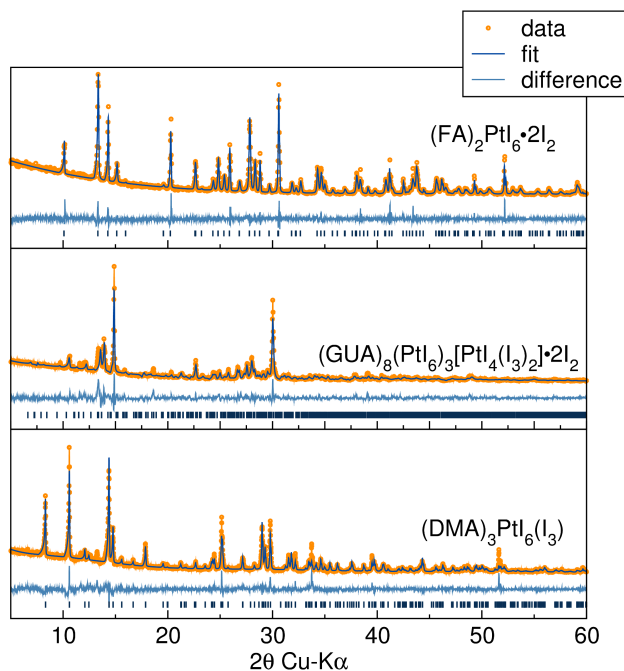 data
fit
difference
(FA)₂PtI₆•2I₂
(GUA)₈(PtI₆)₃[PtI₄(I₃)₂]•2I₂
(DMA)₃PtI₆(I₃)
10 20 30 40 50 60
2θ Cu-Kα